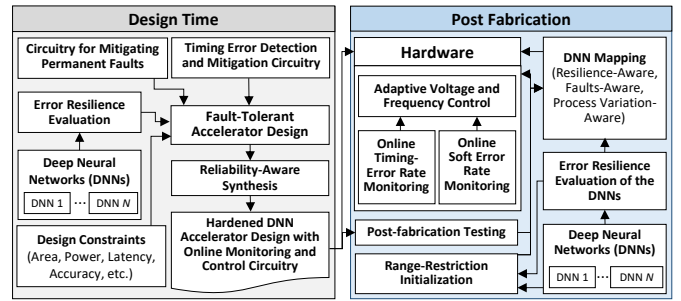 Design Time
Circuitry for Mitigating
Permanent Faults
Timing Error Detection
and Mitigation Circuitry
Error Resilience
Evaluation
Fault-Tolerant
Accelerator Design
Deep Neural
Networks (DNNs)
DNN 1 ··· DNN N
Reliability-Aware
Synthesis
Design Constraints
(Area, Power, Latency,
Accuracy, etc.)
Hardened DNN
Accelerator Design with
Online Monitoring and
Control Circuitry
Post Fabrication
Hardware
Adaptive Voltage and
Frequency Control
Online
Timing-
Error Rate
Monitoring
Online
Soft Error
Rate
Monitoring
DNN Mapping
(Resilience-Aware,
Faults-Aware,
Process Variation-
Aware)
Error Resilience
Evaluation of the
DNNs
Post-fabrication Testing
Range-Restriction
Initialization
Deep Neural
Networks (DNNs)
DNN 1 ··· DNN N